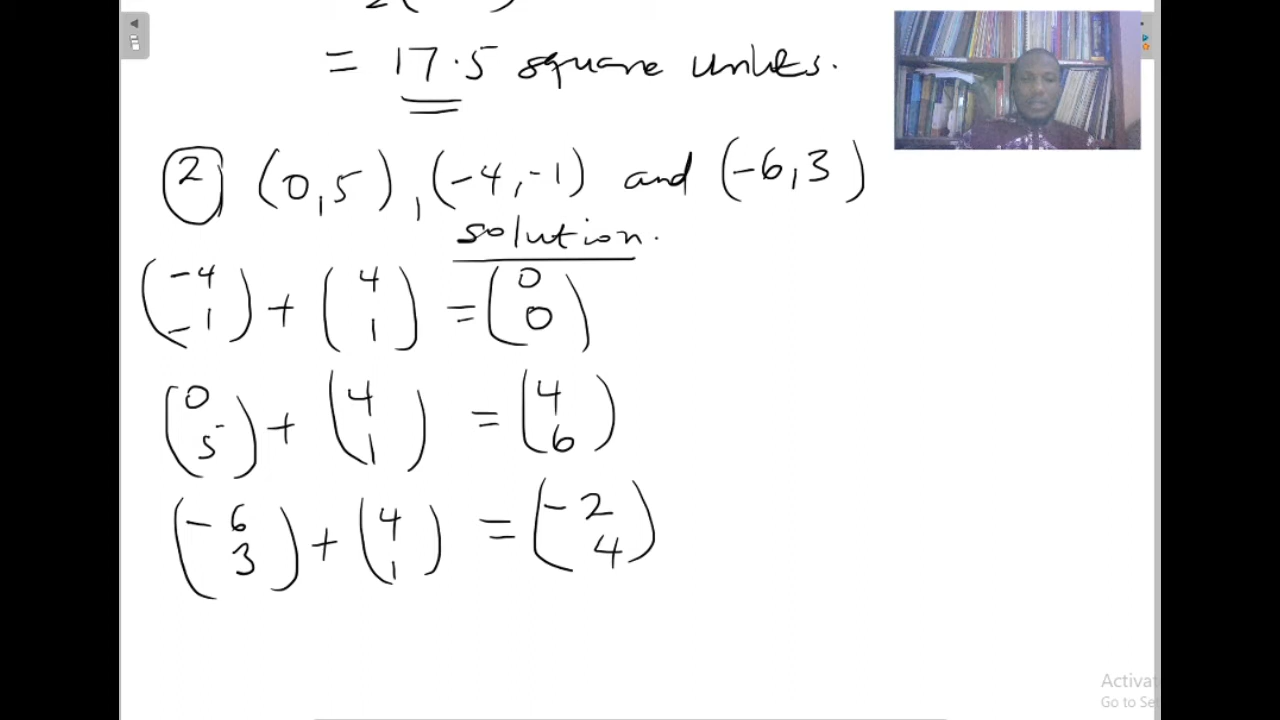 = 17.5 square units.
② (0,5), (-4,-1) and (-6,3)
solution.
(-4 -1) + (4 1) = (0 0)
(0 5) + (4 1) = (4 6)
(-6 3) + (4 1) = (-2 4)
Activat
Go to Se